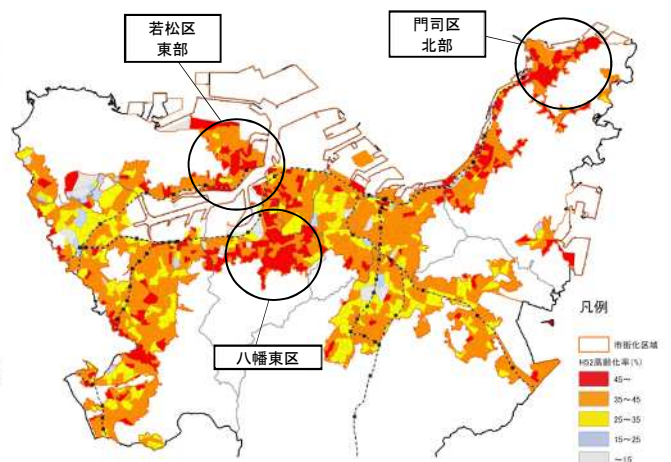 若松区
東部
門司区
北部
八幡東区
凡例
市街化区域
H52高齢化率(%)
45～
35～45
25～35
15～25
～15